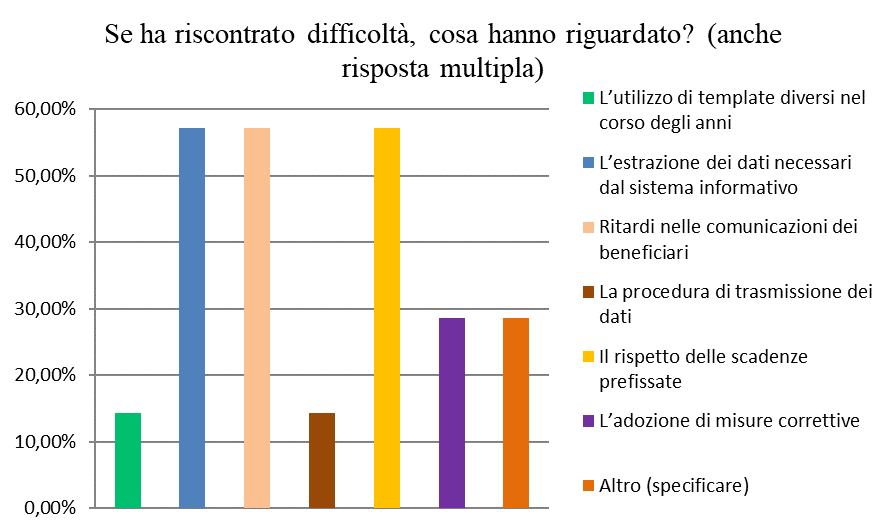 Se ha riscontrato difficoltà, cosa hanno riguardato? (anche
risposta multipla)
60,00%
50,00%
40,00%
30,00%
20,00%
10,00%
0,00%
L’utilizzo di template diversi nel
corso degli anni
L’estrazione dei dati necessari
dal sistema informativo
Ritardi nelle comunicazioni dei
beneficiari
La procedura di trasmissione dei
dati
Il rispetto delle scadenze
prefissate
L’adozione di misure correttive
Altro (specificare)